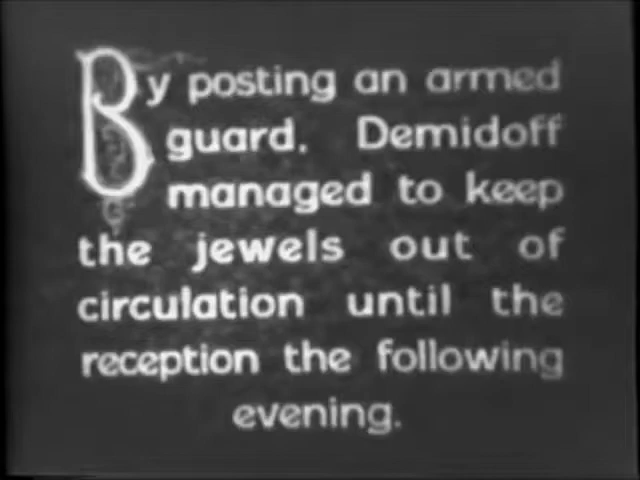 By posting an armed
guard, Demidoff
managed to keep
the jewels out of
circulation until the
reception the following
evening.